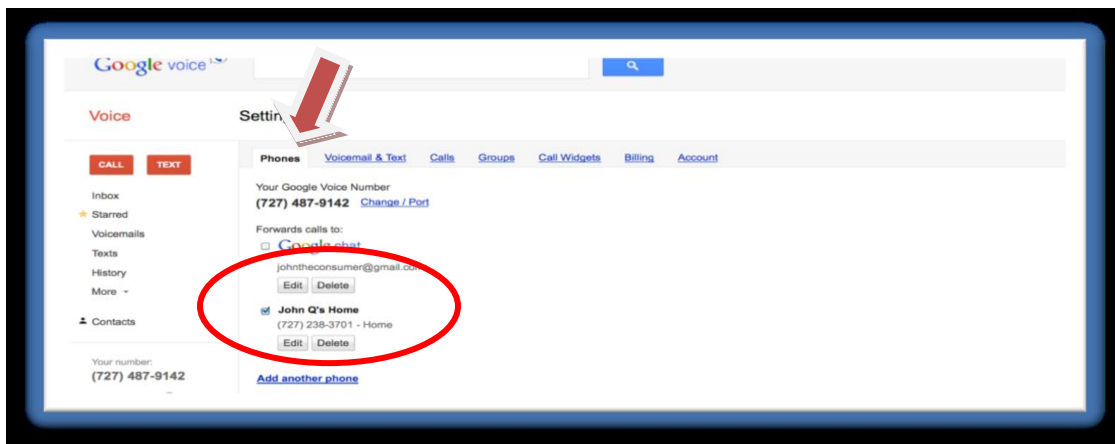 Google voice
Voice
Settin
CALL TEXT
Inbox
Starred
Voicemails
Texts
History
More
Contacts
Your number:
(727) 487-9142
Phones Voicemail & Text Calls Groups Call Widgets Billing Account
Your Google Voice Number
(727) 487-9142 Change / Port
Forwards calls to:
Google chat
johntheconsumer@gmail.com
Edit Delete
John Q's Home
(727) 238-3701 - Home
Edit Delete
Add another phone